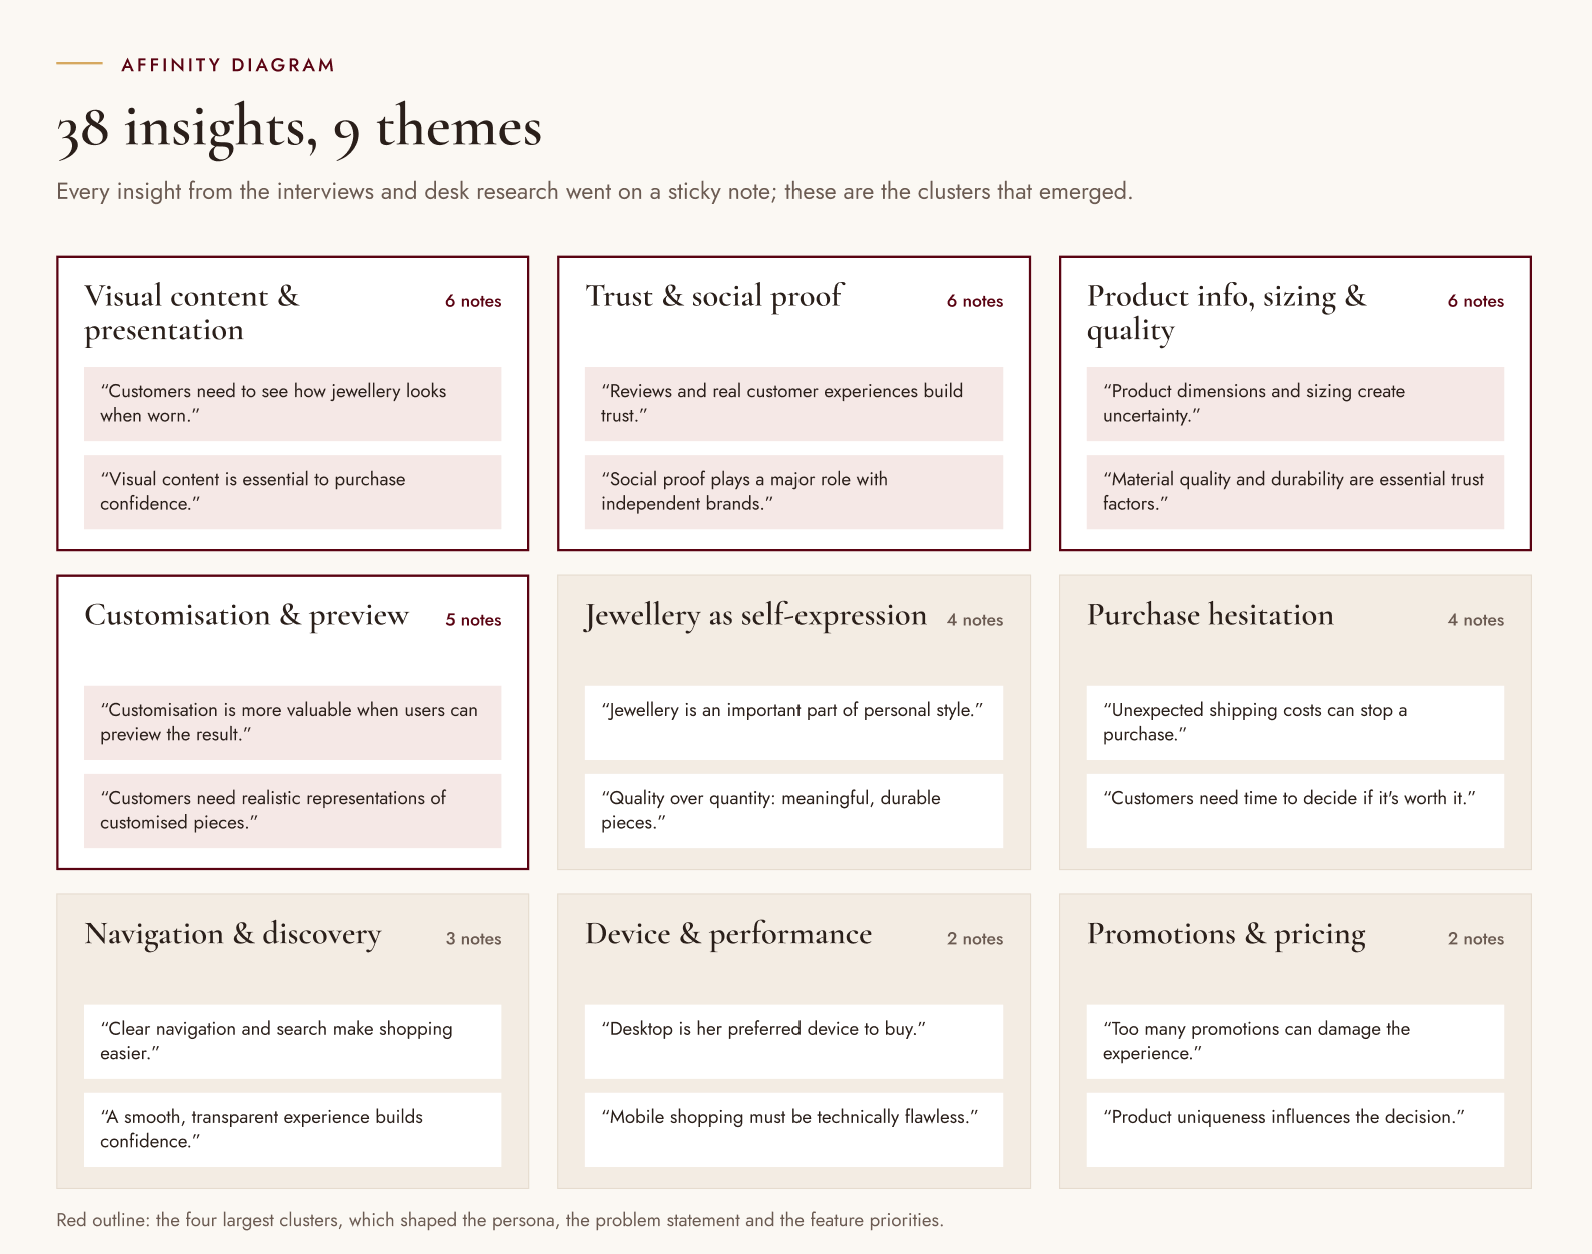 AFFINITY DIAGRAM
38 insights, 9 themes
Every insight from the interviews and desk research went on a sticky note; these are the clusters that emerged.
Visual content &
presentation
6 notes
“Customers need to see how jewellery looks
when worn.”
“Visual content is essential to purchase
confidence.”
Trust & social proof
6 notes
“Reviews and real customer experiences build
trust.”
“Social proof plays a major role with
independent brands.”
Product info, sizing &
quality
6 notes
“Product dimensions and sizing create
uncertainty.”
“Material quality and durability are essential trust
factors.”
Customisation & preview
5 notes
“Customisation is more valuable when users can
preview the result.”
“Customers need realistic representations of
customised pieces.”
Jewellery as self-expression
4 notes
“Jewellery is an important part of personal style.”
“Quality over quantity: meaningful, durable
pieces.”
Purchase hesitation
4 notes
“Unexpected shipping costs can stop a
purchase.”
“Customers need time to decide if it's worth it.”
Navigation & discovery
3 notes
“Clear navigation and search make shopping
easier.”
“A smooth, transparent experience builds
confidence.”
Device & performance
2 notes
“Desktop is her preferred device to buy.”
“Mobile shopping must be technically flawless.”
Promotions & pricing
2 notes
“Too many promotions can damage the
experience.”
“Product uniqueness influences the decision.”
Red outline: the four largest clusters, which shaped the persona, the problem statement and the feature priorities.